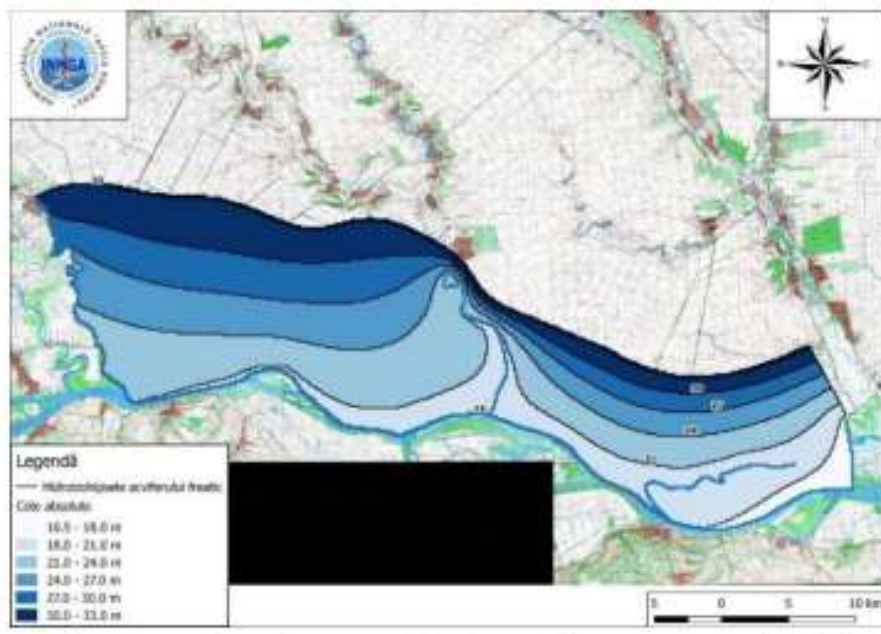 INHGA
N
Legendă
Hidroizohipsele acviferului freatic
Cote absolute
16.5 - 18.0 m
18.0 - 21.0 m
21.0 - 24.0 m
24.0 - 27.0 m
27.0 - 30.0 m
30.0 - 33.0 m
5 0 5 10 km